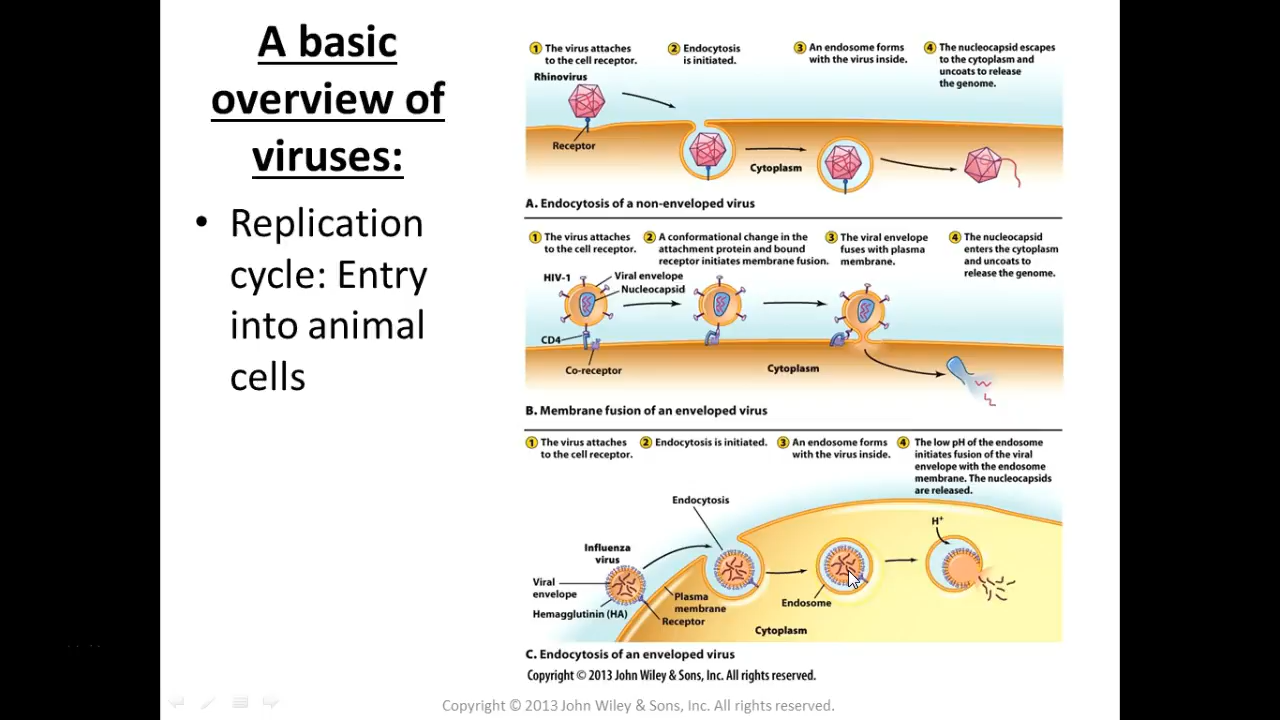 A basic
overview of
viruses:
• Replication
cycle: Entry
into animal
cells
1 The virus attaches
to the cell receptor.
2 Endocytosis
is initiated.
3 An endosome forms
with the virus inside.
4 The nucleocapsid escapes
to the cytoplasm and
uncoats to release
the genome.
Rhinovirus
Receptor
Cytoplasm
A. Endocytosis of a non-enveloped virus
1 The virus attaches
to the cell receptor.
2 A conformational change in the
attachment protein and bound
receptor initiates membrane fusion.
3 The viral envelope
fuses with plasma
membrane.
4 The nucleocapsid
enters the cytoplasm
and uncoats to
release the genome.
HIV-1
Viral envelope
Nucleocapsid
CD4
Co-receptor
Cytoplasm
B. Membrane fusion of an enveloped virus
1 The virus attaches
to the cell receptor.
2 Endocytosis is initiated.
3 An endosome forms
with the virus inside.
4 The low pH of the endosome
initiates fusion of the viral
envelope with the endosome
membrane. The nucleocapsids
are released.
Endocytosis
H+
Influenza
virus
Viral
envelope
Hemagglutinin (HA)
Plasma
membrane
Receptor
Endosome
Cytoplasm
C. Endocytosis of an enveloped virus
Copyright © 2013 John Wiley & Sons, Inc. All rights reserved.
Copyright © 2013 John Wiley & Sons, Inc. All rights reserved.